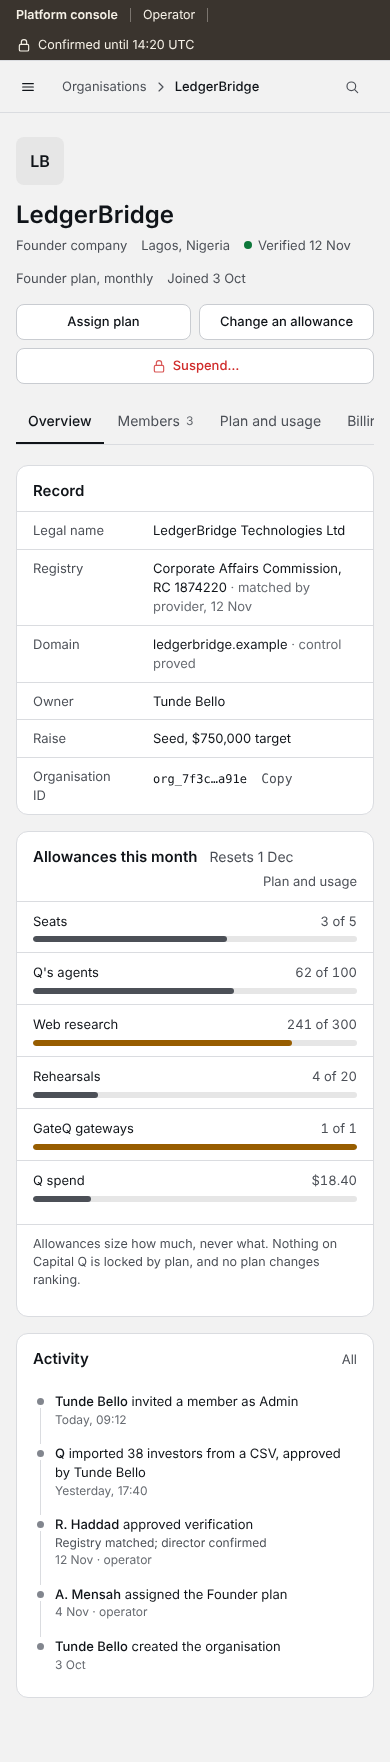 Platform console
Operator
Confirmed until 14:20 UTC
Organisations > LedgerBridge
LB
LedgerBridge
Founder company Lagos, Nigeria Verified 12 Nov
Founder plan, monthly Joined 3 Oct
Assign plan
Change an allowance
Suspend...
Overview Members 3 Plan and usage Billir
Record
Legal name LedgerBridge Technologies Ltd
Registry Corporate Affairs Commission,
RC 1874220 · matched by
provider, 12 Nov
Domain ledgerbridge.example · control
proved
Owner Tunde Bello
Raise Seed, $750,000 target
Organisation
ID
org_7f3c…a91e Copy
Allowances this month Resets 1 Dec
Plan and usage
Seats 3 of 5
Q's agents 62 of 100
Web research 241 of 300
Rehearsals 4 of 20
GateQ gateways 1 of 1
Q spend $18.40
Allowances size how much, never what. Nothing on
Capital Q is locked by plan, and no plan changes
ranking.
Activity All
Tunde Bello invited a member as Admin
Today, 09:12
Q imported 38 investors from a CSV, approved
by Tunde Bello
Yesterday, 17:40
R. Haddad approved verification
Registry matched; director confirmed
12 Nov · operator
A. Mensah assigned the Founder plan
4 Nov · operator
Tunde Bello created the organisation
3 Oct